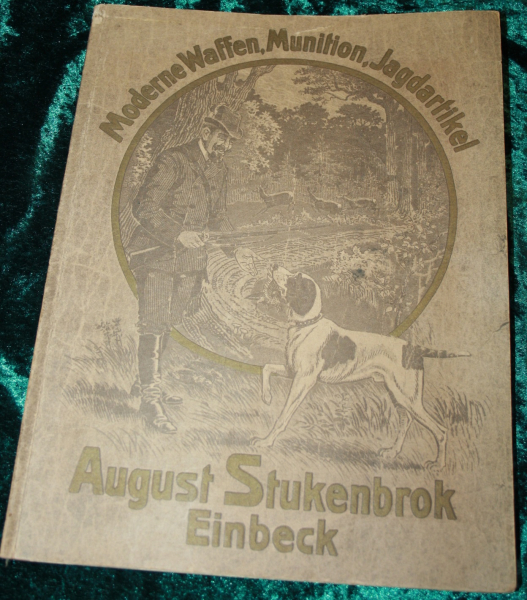 Moderne Waffen, Munition, Jagdartikel
August Stukenbrok
Einbeck